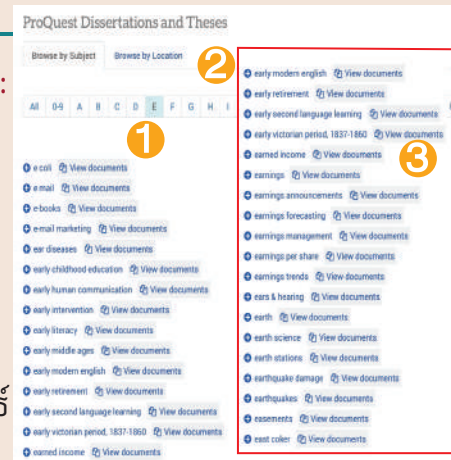 ProQuest Dissertations and Theses
Browse by Subject Browse by Location
:
All 0-9 A B C D E F G H I
1
e coli View documents
e mail View documents
e-books View documents
e-mail marketing View documents
ear diseases View documents
early childhood education View documents
early human communication View documents
early intervention View documents
early literacy View documents
early middle ages View documents
early modern english View documents
early retirement View documents
early second language learning View documents
early victorian period, 1837-1860 View documents
earned income View documents
2
early modern english View documents
early retirement View documents
early second language learning View documents
early victorian period, 1837-1860 View documents
earned income View documents
3
earnings View documents
earnings announcements View documents
earnings forecasting View documents
earnings management View documents
earnings per share View documents
earnings trends View documents
ears & hearing View documents
earth View documents
earth science View documents
earth stations View documents
earthquake damage View documents
earthquakes View documents
easements View documents
east coker View documents